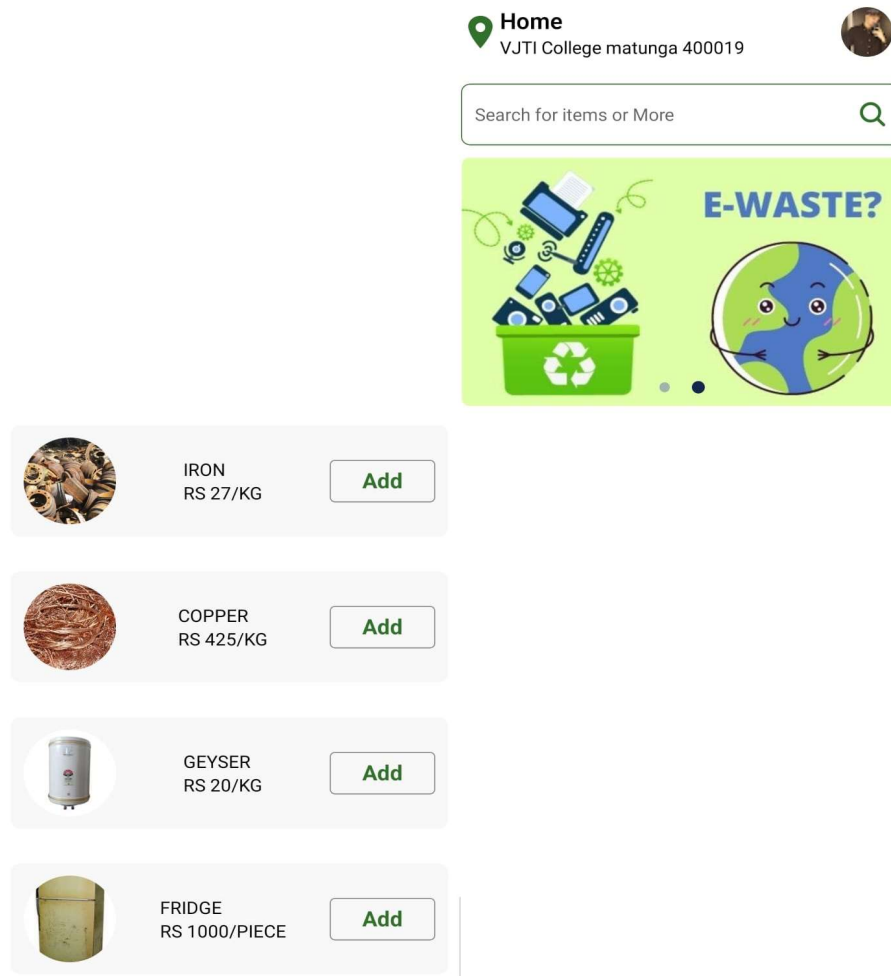 Home
VJTI College matunga 400019
Search for items or More
E-WASTE?
IRON
RS 27/KG
Add
COPPER
RS 425/KG
Add
GEYSER
RS 20/KG
Add
FRIDGE
RS 1000/PIECE
Add